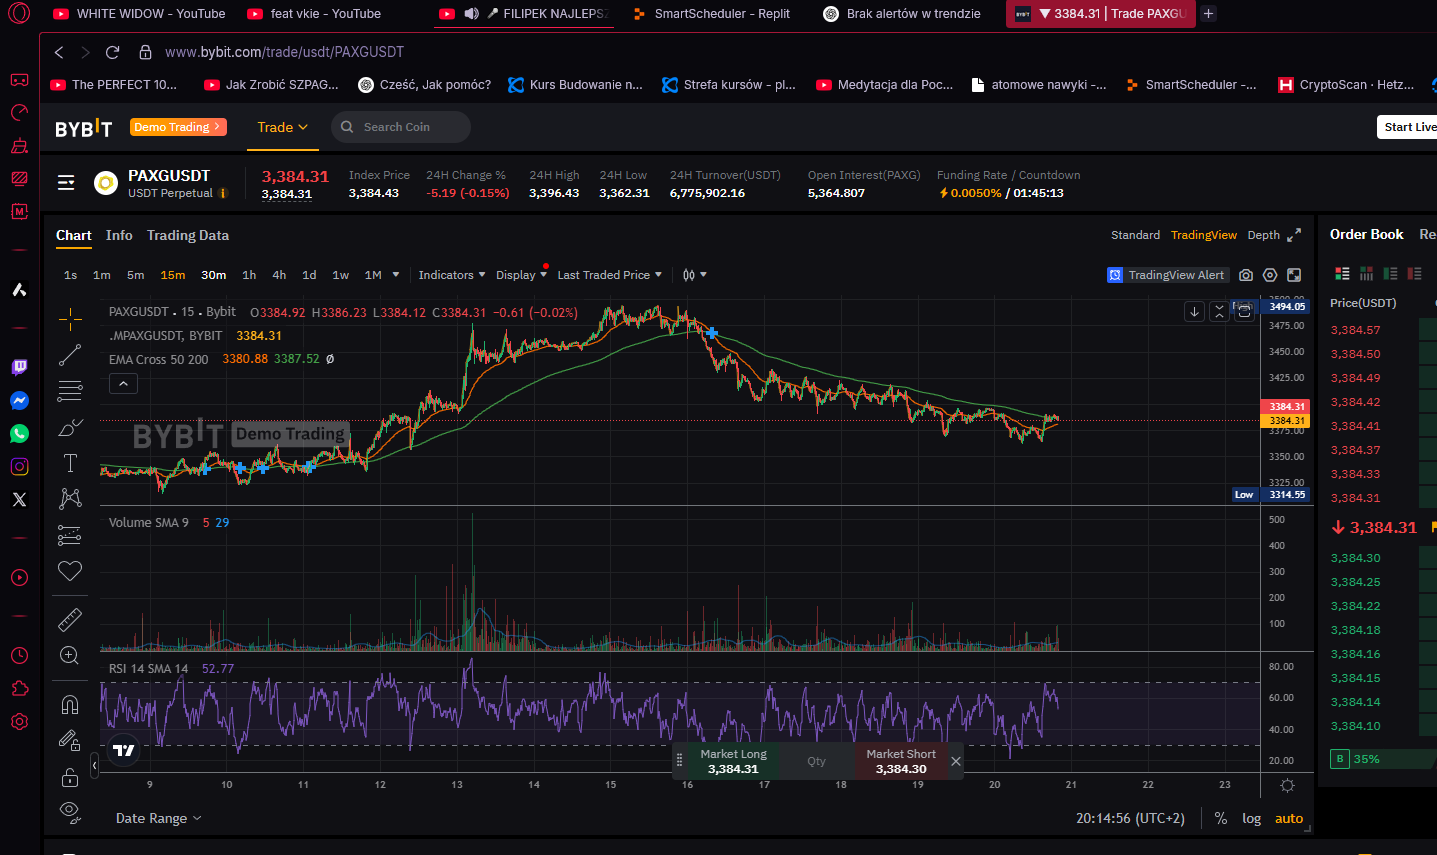 WHITE WIDOW - YouTube
feat vkie - YouTube
FILIPEK NAJLEPSZ
SmartScheduler - Replit
Brak alertów w trendzie
▼ 3384.31 | Trade PAXGU
www.bybit.com/trade/usdt/PAXGUSDT
The PERFECT 10...
Jak Zrobić SZPAG...
Cześć, Jak pomóc?
Kurs Budowanie n...
Strefa kursów - pl...
Medytacja dla Poc...
atomowe nawyki -...
SmartScheduler -...
CryptoScan · Hetz...
BYBIT
Demo Trading >
Trade
Search Coin
Start Live
PAXGUSDT
USDT Perpetual
3,384.31
3,384.31
Index Price
3,384.43
24H Change %
-5.19 (-0.15%)
24H High
3,396.43
24H Low
3,362.31
24H Turnover(USDT)
6,775,902.16
Open Interest(PAXG)
5,364.807
Funding Rate / Countdown
0.0050% / 01:45:13
Chart Info Trading Data
Standard TradingView Depth
1s 1m 5m 15m 30m 1h 4h 1d 1w 1M
Indicators Display Last Traded Price
TradingView Alert
PAXGUSDT · 15 · Bybit O3384.92 H3386.23 L3384.12 C3384.31 −0.61 (−0.02%)
.MPAXGUSDT, BYBIT 3384.31
EMA Cross 50 200 3380.88 3387.52 Ø
BYBIT Demo Trading
3500.00
3494.05
3475.00
3450.00
3425.00
3384.31
3384.31
3375.00
3350.00
3325.00
Low 3314.55
Volume SMA 9 5 29
500
400
300
200
100
RSI 14 SMA 14 52.77
80.00
60.00
40.00
20.00
Market Long
3,384.31
Qty
Market Short
3,384.30
9 10 11 12 13 14 15 16 17 18 19 20 21 22 23
Date Range
20:14:56 (UTC+2) % log auto
Order Book Re
Price(USDT)
3,384.57
3,384.50
3,384.49
3,384.42
3,384.41
3,384.37
3,384.33
3,384.31
3,384.31
3,384.30
3,384.25
3,384.22
3,384.18
3,384.16
3,384.15
3,384.14
3,384.10
B 35%